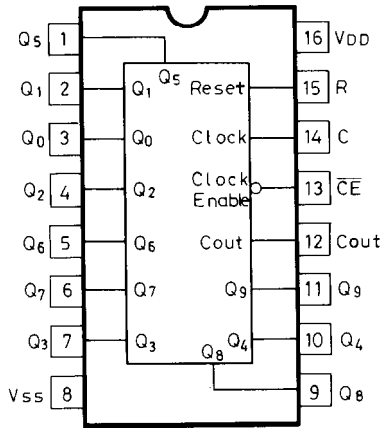 Q5 1 16 VDD
Q5
Q1 2 Q1 Reset 15 R
Q0 3 Q0 Clock 14 C
Q2 4 Q2 Clock Enable 13 CE
Q6 5 Q6 Cout 12 Cout
Q7 6 Q7 Q9 11 Q9
Q3 7 Q3 Q4 10 Q4
Q8
Vss 8 9 Q8